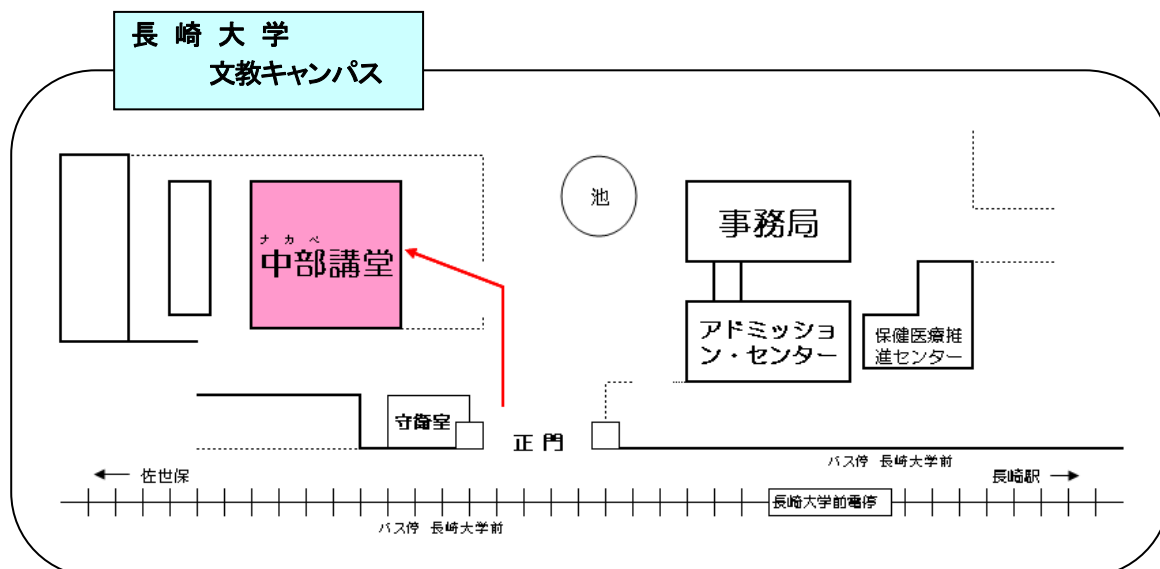 長 崎 大 学
文教キャンパス
池
事務局
ナカベ
中部講堂
アドミッショ
ン・センター
保健医療推
進センター
守衛室
正 門
バス停 長崎大学前
← 佐世保
長崎駅 →
長崎大学前電停
バス停 長崎大学前